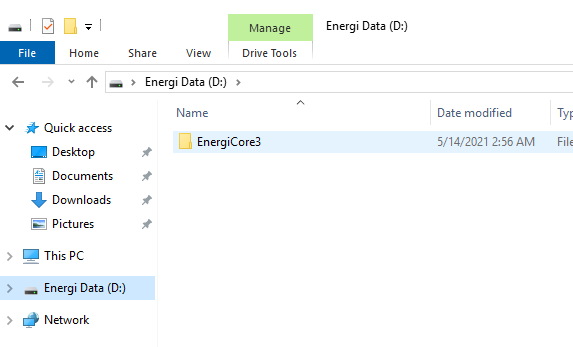 Manage
Energi Data (D:)
File
Home
Share
View
Drive Tools
Energi Data (D:)
Name
Date modified
Typ
Quick access
EnergiCore3
5/14/2021 2:56 AM
File
Desktop
Documents
Downloads
Pictures
This PC
Energi Data (D:)
Network